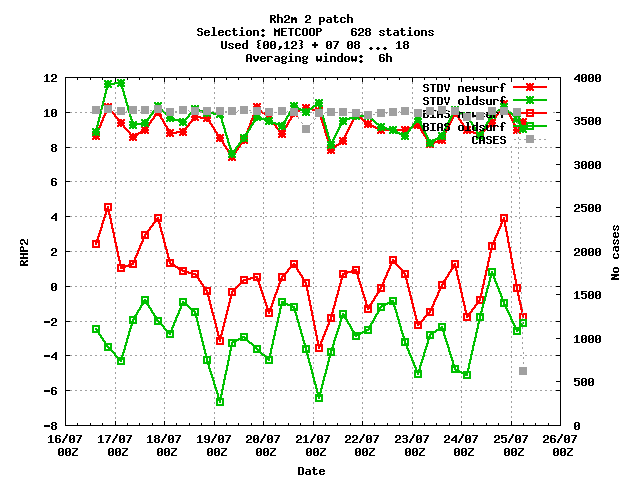 Rh2m 2 patch
Selection: METCOOP 628 stations
Used {00,12} + 07 08 ... 18
Averaging window: 6h
STDV newsurf
STDV oldsurf
BIAS newsurf
BIAS oldsurf
CASES
12
10
8
6
4
2
0
-2
-4
-6
-8
RHP2
4000
3500
3000
2500
2000
1500
1000
500
0
No cases
16/07 17/07 18/07 19/07 20/07 21/07 22/07 23/07 24/07 25/07 26/07
00Z 00Z 00Z 00Z 00Z 00Z 00Z 00Z 00Z 00Z 00Z
Date